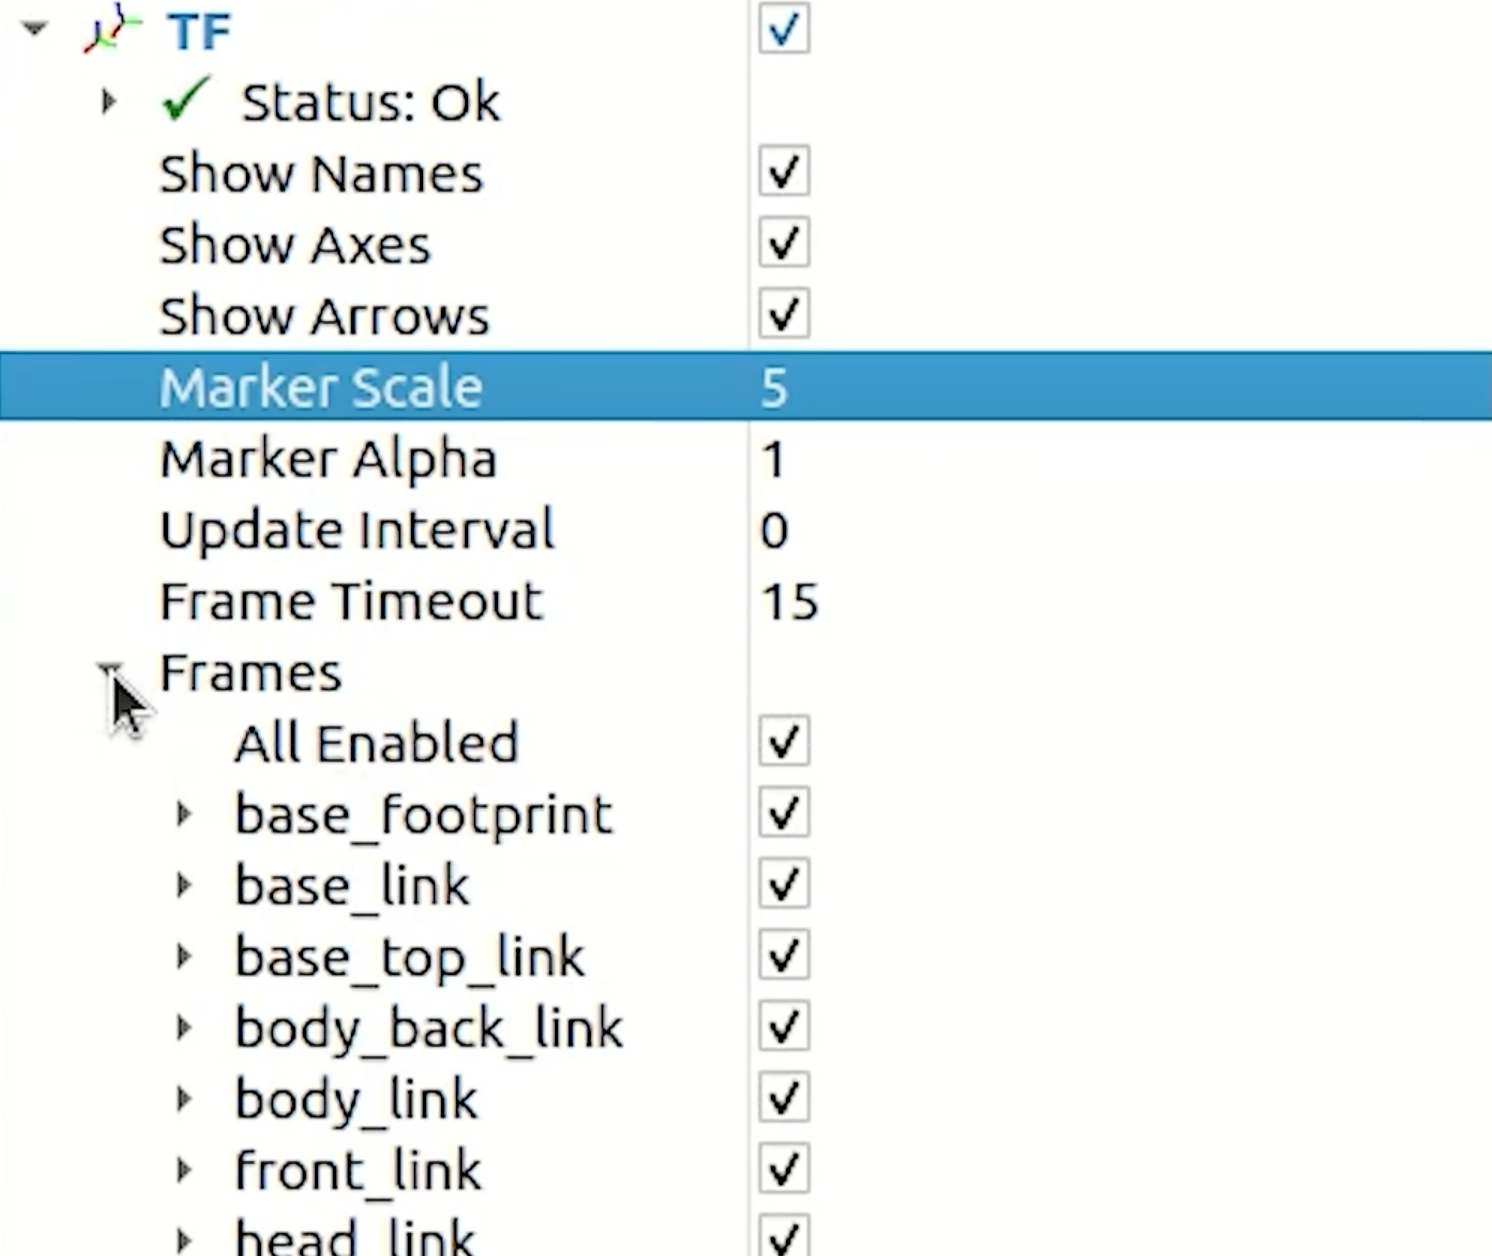 TF
Status: Ok
Show Names
Show Axes
Show Arrows
Marker Scale 5
Marker Alpha 1
Update Interval 0
Frame Timeout 15
Frames
All Enabled
base_footprint
base_link
base_top_link
body_back_link
body_link
front_link
head_link